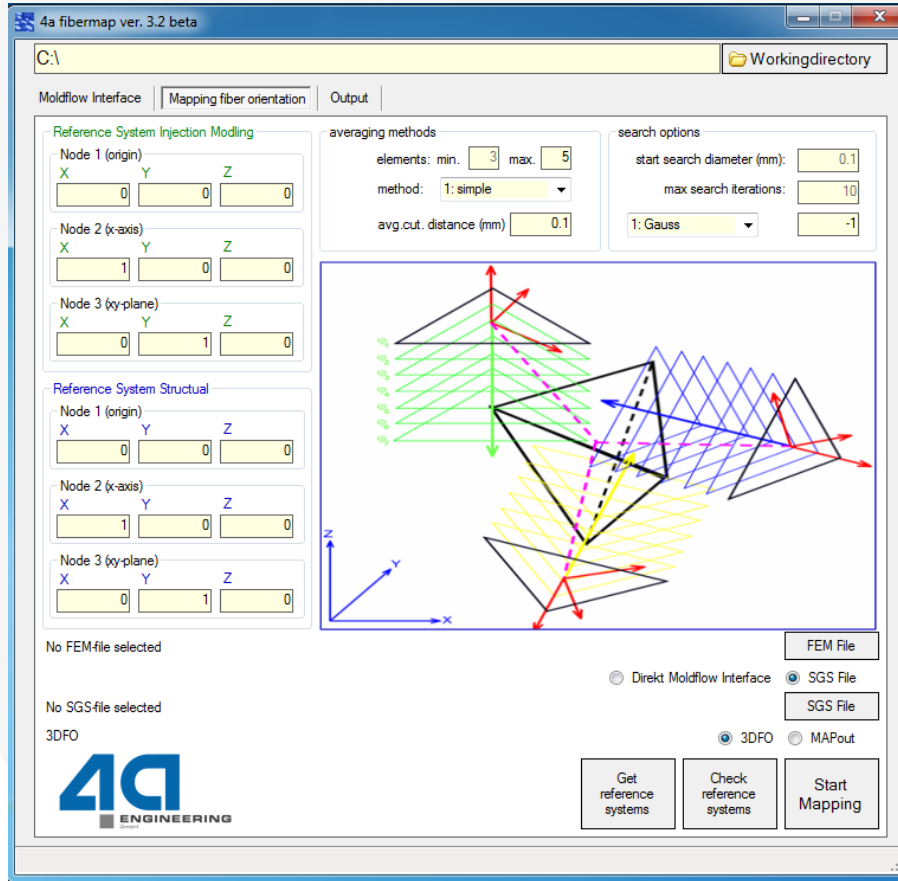 4a fibermap ver. 3.2 beta
C:\
Workingdirectory
Moldflow Interface
Mapping fiber orientation
Output
Reference System Injection Modling
Node 1 (origin)
X Y Z
0 0 0
Node 2 (x-axis)
X Y Z
1 0 0
Node 3 (xy-plane)
X Y Z
0 1 0
Reference System Structual
Node 1 (origin)
X Y Z
0 0 0
Node 2 (x-axis)
X Y Z
1 0 0
Node 3 (xy-plane)
X Y Z
0 1 0
averaging methods
elements: min. 3 max. 5
method: 1: simple
avg.cut. distance (mm) 0.1
search options
start search diameter (mm): 0.1
max search iterations: 10
1: Gauss -1
Z
Y
X
No FEM-file selected
FEM File
Direkt Moldflow Interface SGS File
No SGS-file selected
SGS File
3DFO
3DFO MAPout
4a
ENGINEERING
Get
reference
systems
Check
reference
systems
Start
Mapping